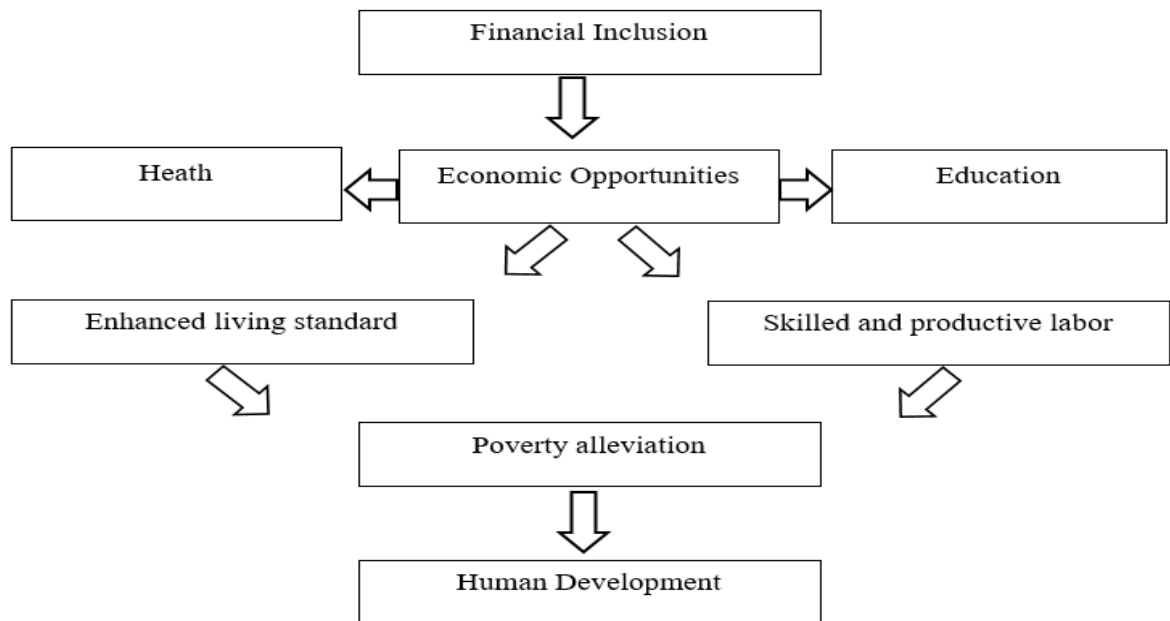 Financial Inclusion
Heath
Economic Opportunities
Education
Enhanced living standard
Skilled and productive labor
Poverty alleviation
Human Development